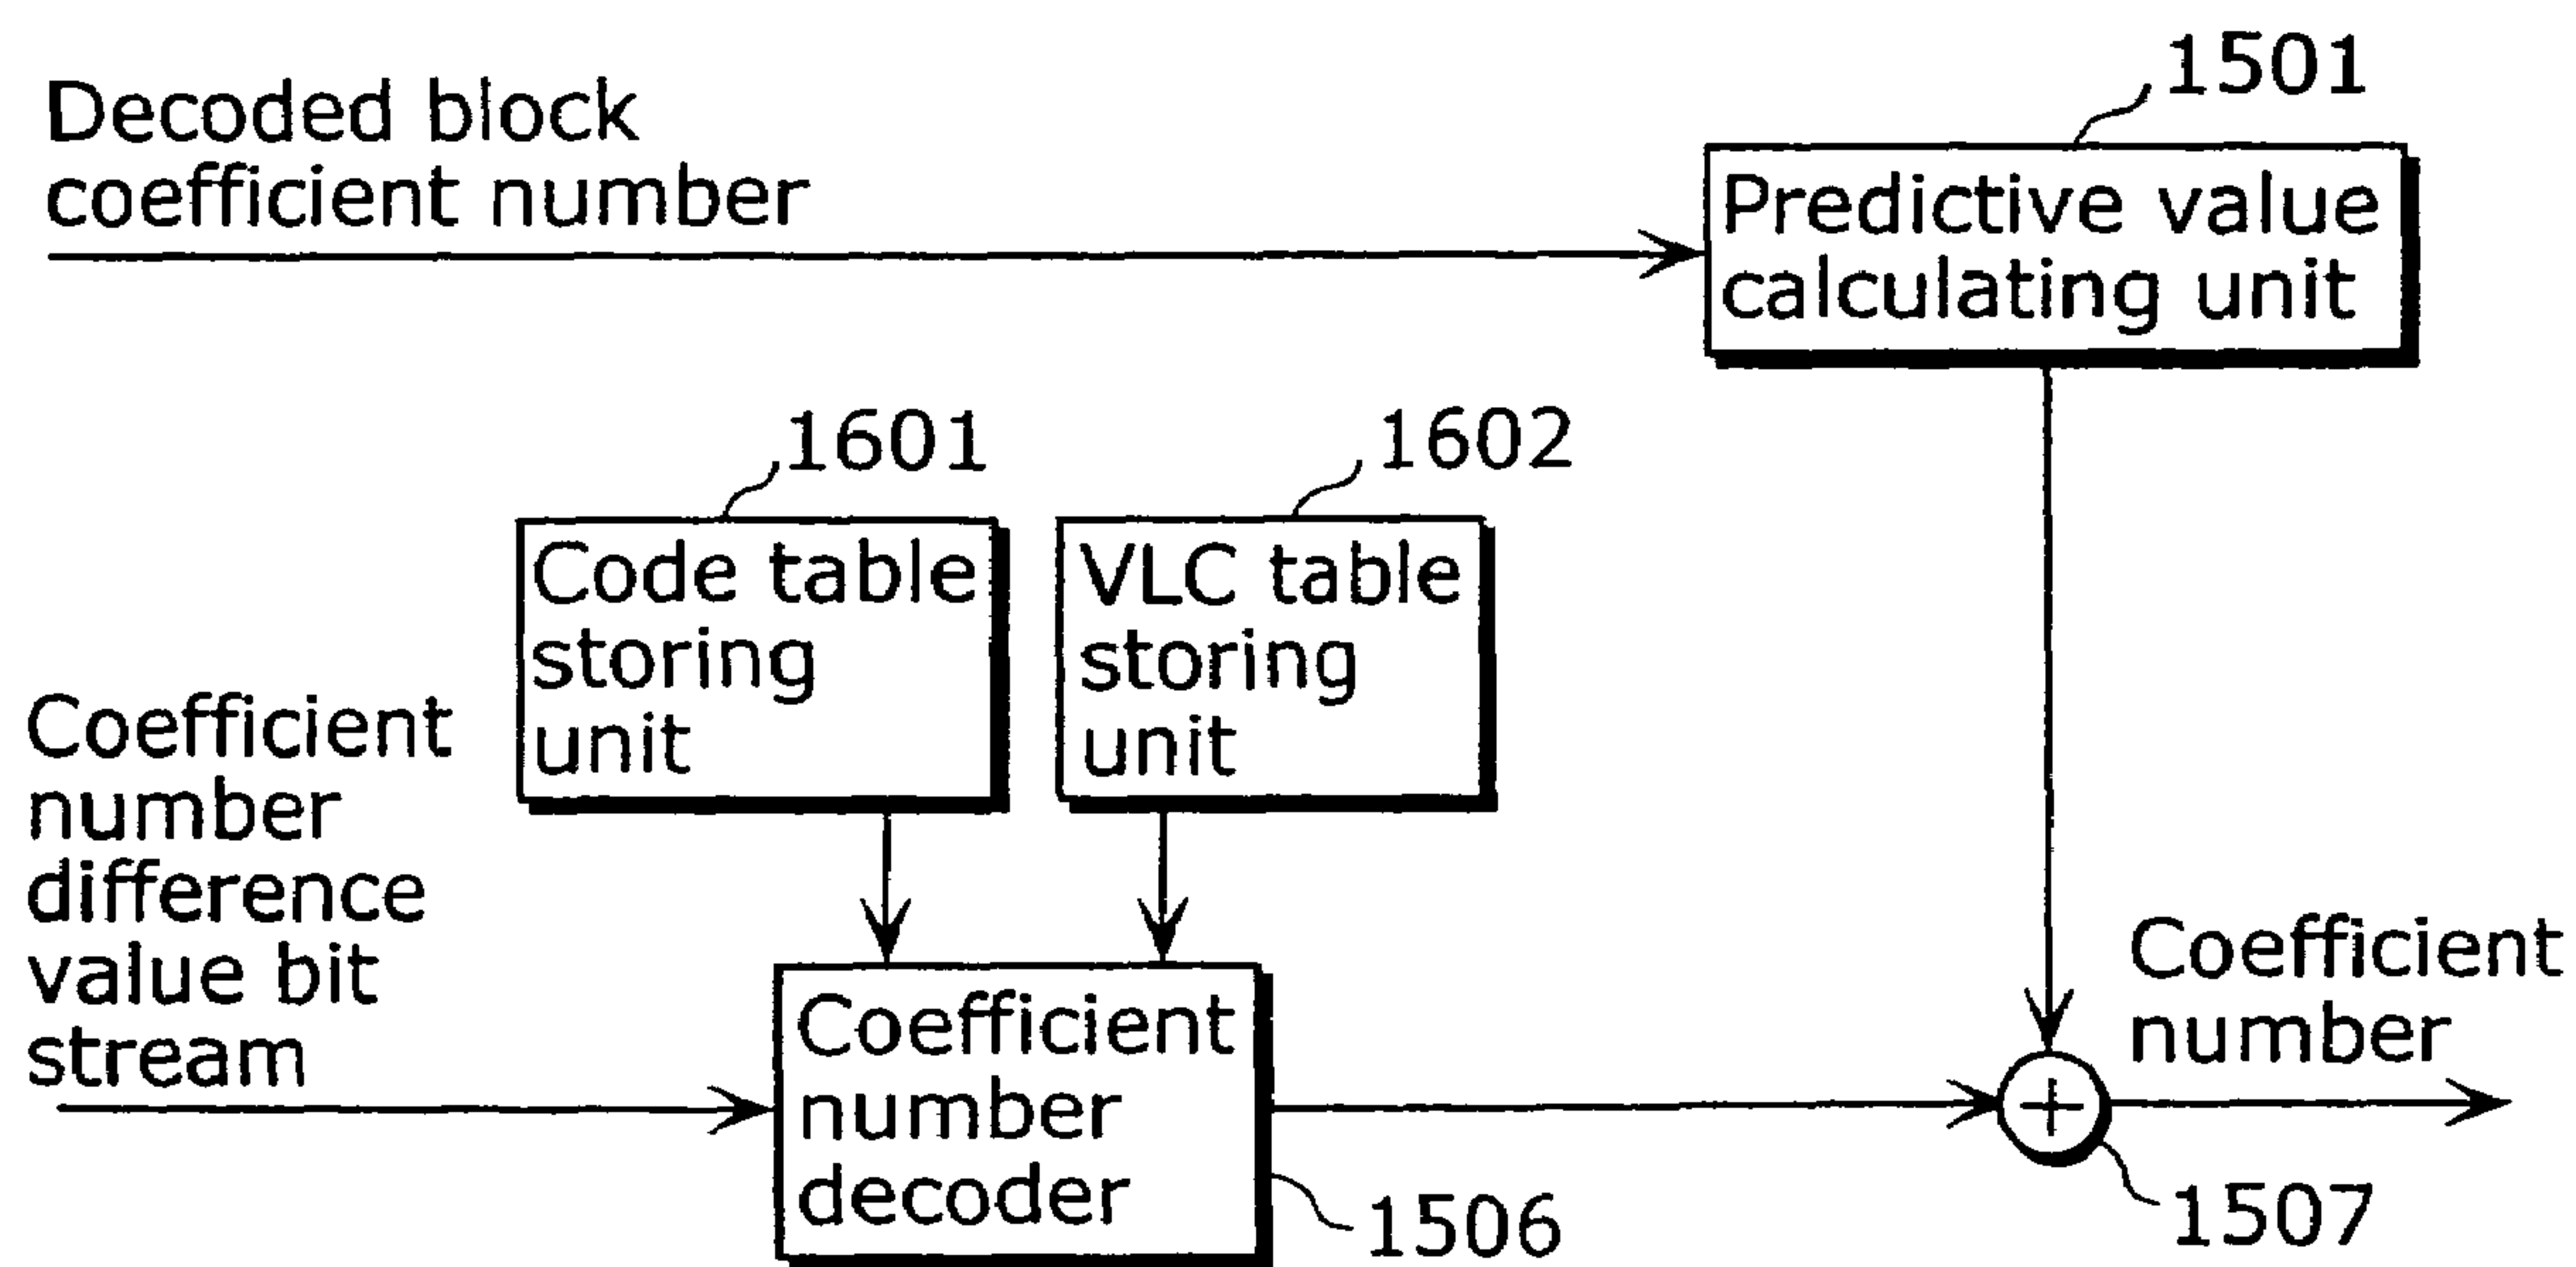 Decoded block
coefficient number
1501
Predictive value
calculating unit
1601
1602
Code table
storing
unit
VLC table
storing
unit
Coefficient
number
difference
value bit
stream
Coefficient
number
decoder
1506
+
Coefficient
number
1507